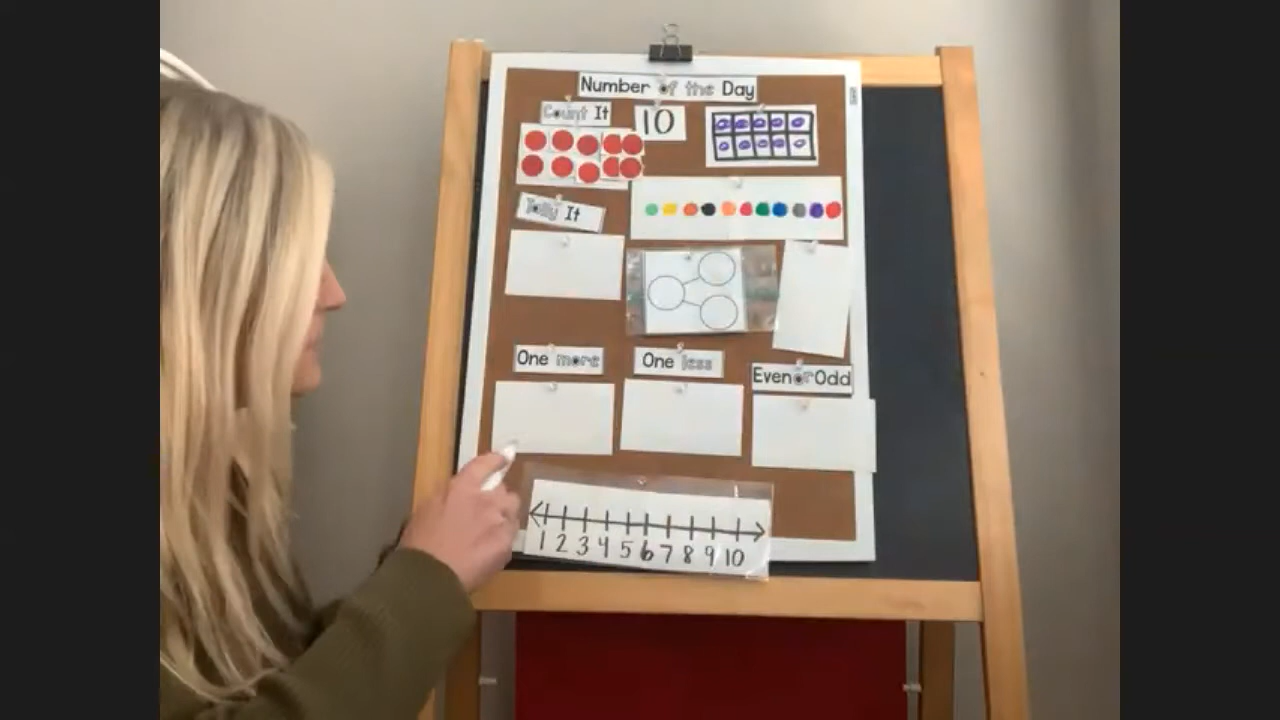 Number of the Day
Count It
10
Tally It
One more
One less
Even or Odd
1 2 3 4 5 6 7 8 9 10